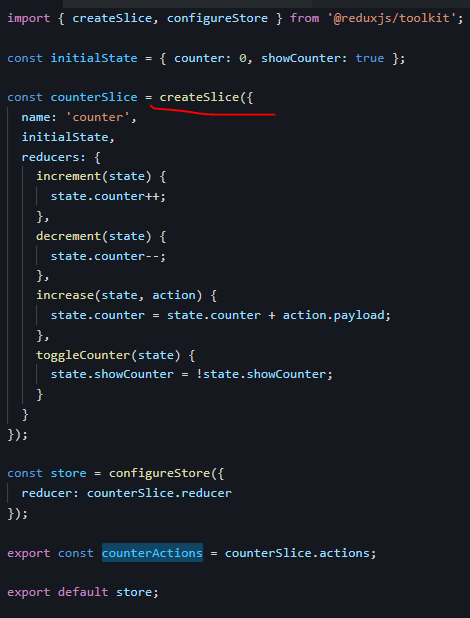 import { createSlice, configureStore } from '@reduxjs/toolkit';
const initialState = { counter: 0, showCounter: true };
const counterSlice = createSlice({
  name: 'counter',
  initialState,
  reducers: {
    increment(state) {
      state.counter++;
    },
    decrement(state) {
      state.counter--;
    },
    increase(state, action) {
      state.counter = state.counter + action.payload;
    },
    toggleCounter(state) {
      state.showCounter = !state.showCounter;
    }
  }
});
const store = configureStore({
  reducer: counterSlice.reducer
});
export const counterActions = counterSlice.actions;
export default store;